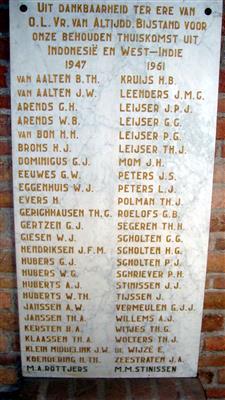 UIT DANKBAARHEID TER ERE VAN
O.L. VR. VAN ALTIJDD. BIJSTAND VOOR
ONZE BEHOUDEN THUISKOMST UIT
INDONESIË EN WEST-INDIE
1947 1961
VAN AALTEN B.TH. KRUIJS H.B.
VAN AALTEN J.W. LEENDERS J.M.G.
ARENDS G.H. LEIJSER J.P.J.
ARENDS W.B. LEIJSER G.G.
VAN BON H.H. LEIJSER P.G.
BRONS H.J. LEIJSER TH.J.
DOMINIGUS G.J. MOM J.H.
EEUWES G.W. PETERS J.S.
EGGENHUIS W.J. PETERS L.J.
EVERS H. POLMAN TH.J.
GERIGHHAUSEN TH.G. ROELOFS G.B.
GERTZEN G.J. SEGEREN TH.H.
GIESEN W.J. SCHOLTEN G.G.
HENDRIKSEN J.F.M. SCHOLTEN H.G.
HUBERS G.J. SCHOLTEN P.J.
HUBERS W.G. SCHRIEVER P.H.
HUBERTS A.J. STINISSEN J.J.
HUBERTS W.TH. TIJSSEN J.
JANSSEN A.W. VERMEULEN G.J.J.
JANSSEN TH.A. WILLEMS A.J.
KERSTEN H.A. WITJES TH.G.
KLAASSEN TH.A. WOLTERS TH.J.
KLEIN MIDDELINK J.W. DE WIJZE E.
KOENDERING H.TH. ZEESTRATEN J.A.
M.A. ROTTJERS M.M. STINISSEN